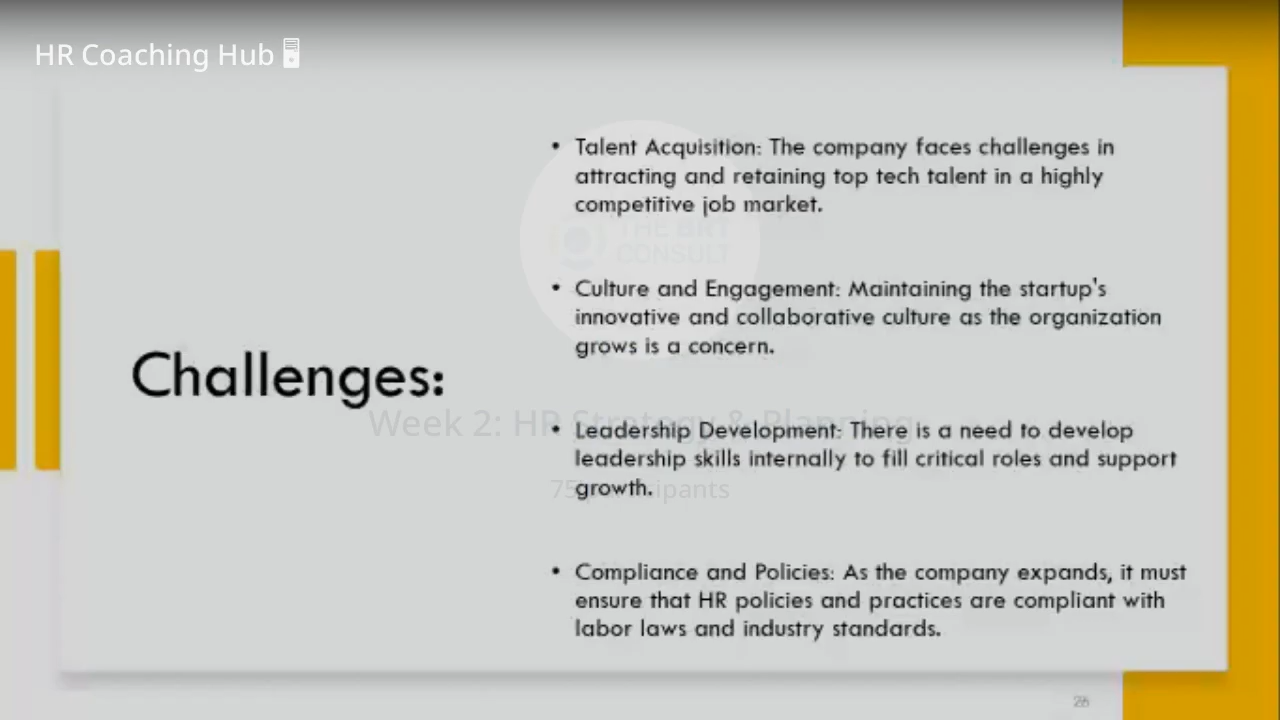 HR Coaching Hub
Challenges:
• Talent Acquisition: The company faces challenges in
attracting and retaining top tech talent in a highly
competitive job market.
• Culture and Engagement: Maintaining the startup's
innovative and collaborative culture as the organization
grows is a concern.
• Leadership Development: There is a need to develop
leadership skills internally to fill critical roles and support
growth.
• Compliance and Policies: As the company expands, it must
ensure that HR policies and practices are compliant with
labor laws and industry standards.
CONSULT
Week 2: HR Strategy & Planning
75 participants